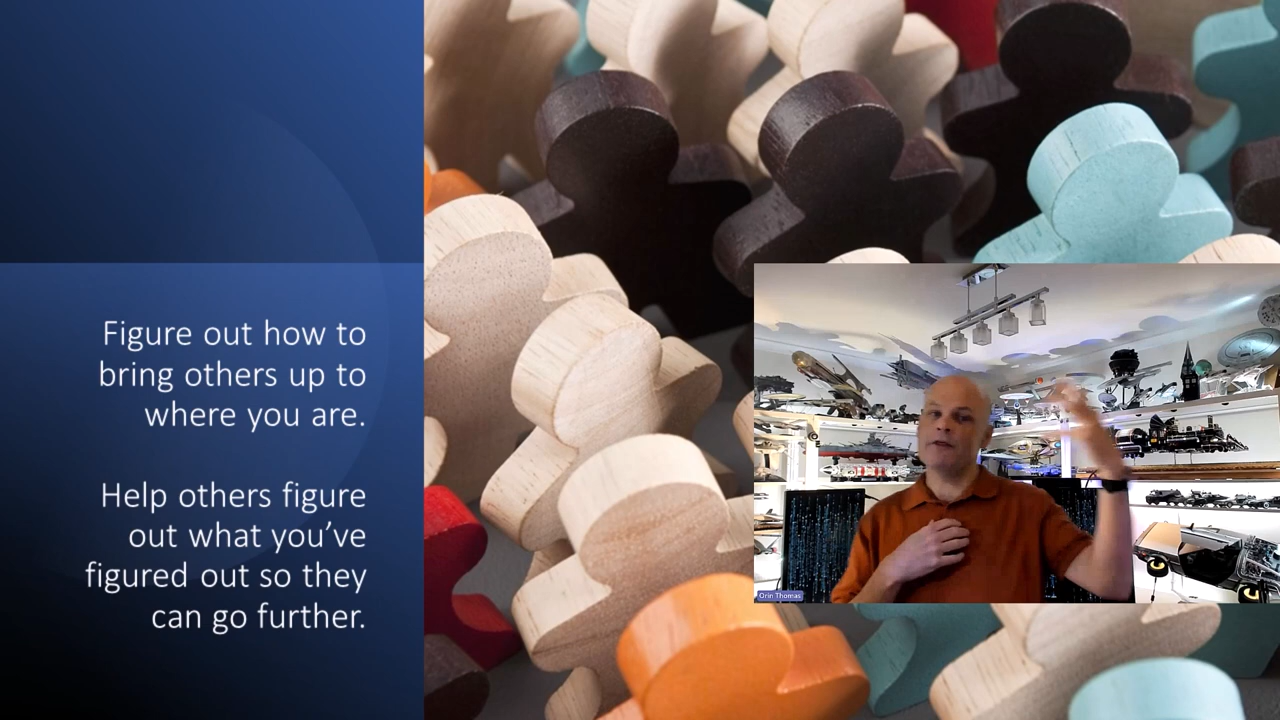 Figure out how to
bring others up to
where you are.
Help others figure
out what you’ve
figured out so they
can go further.
Orin Thomas